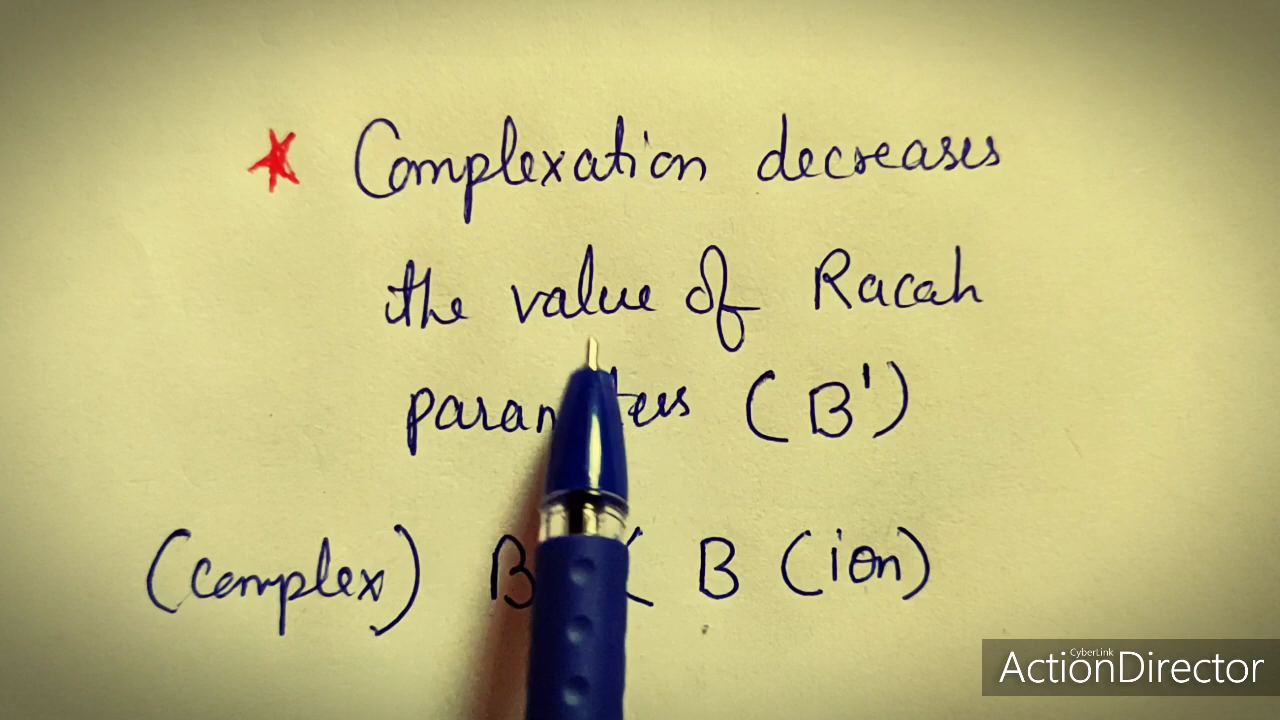 * Complexation decreases
the value of Racah
(B')
(complex) B < B (ion)
CyberLink
ActionDirector